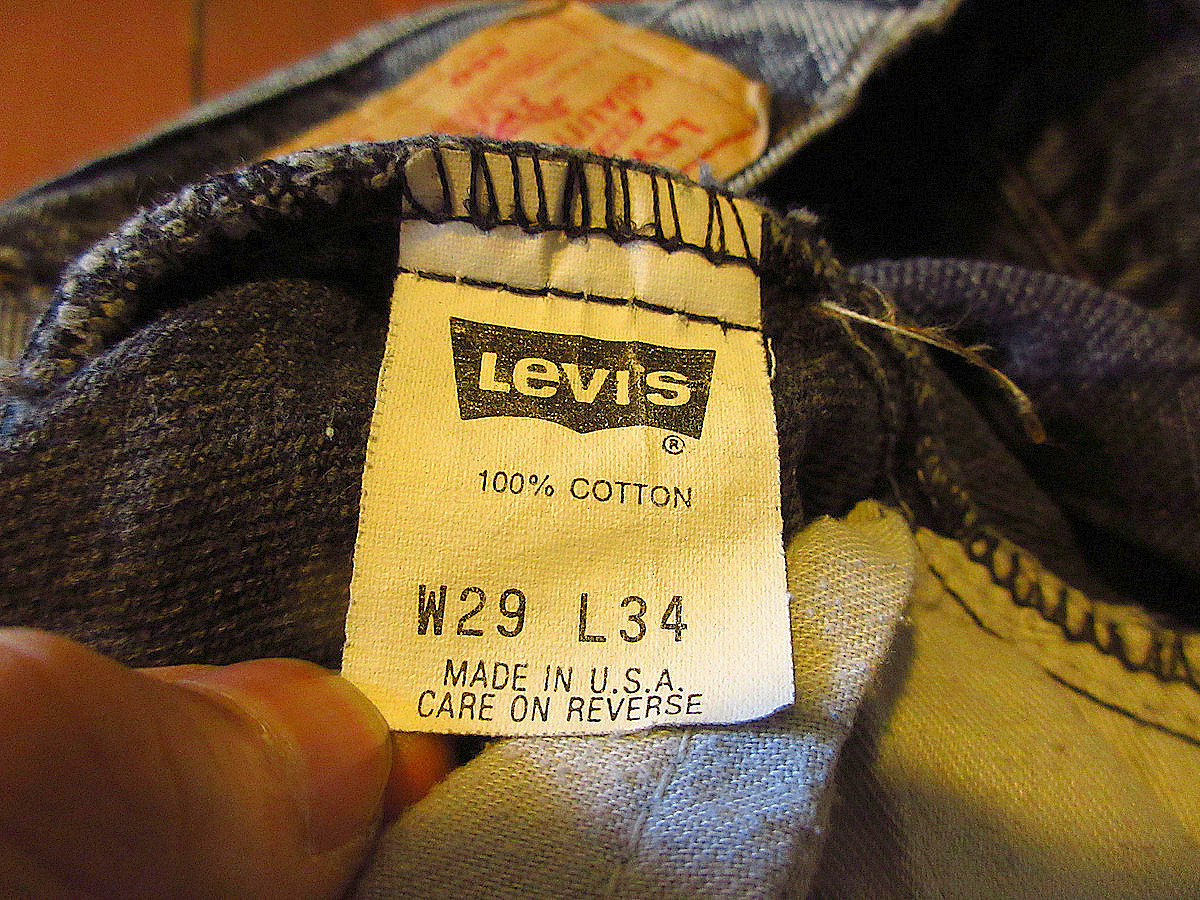 Levi's
®
100% COTTON
W29 L34
MADE IN U.S.A.
CARE ON REVERSE